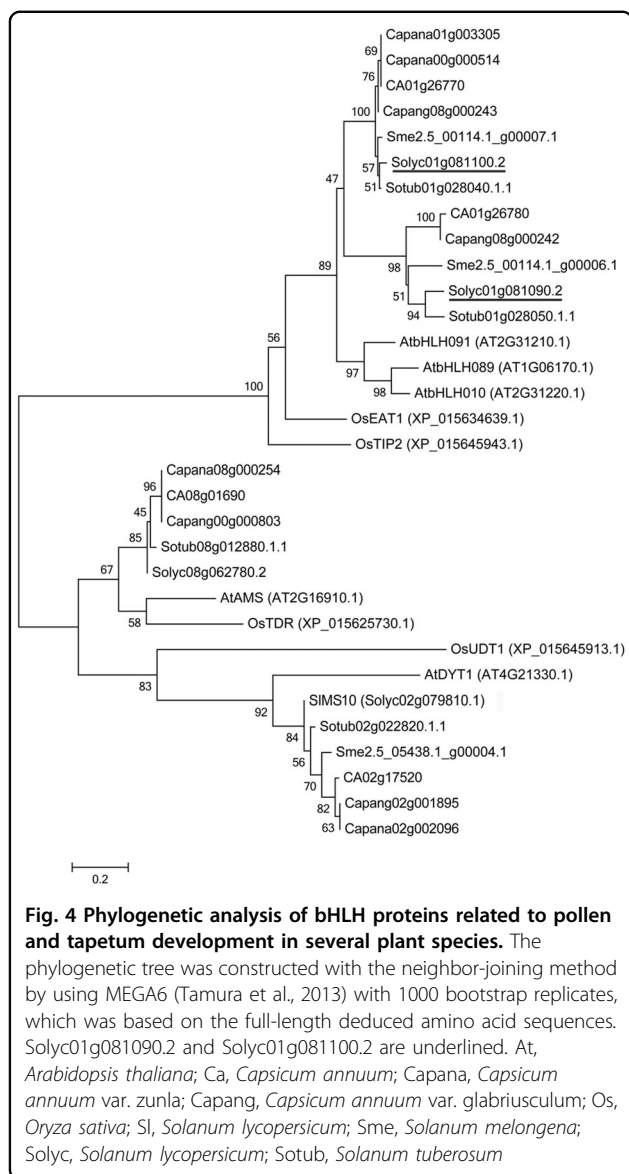 Capana01g003305
69
Capana00g000514
76
CA01g26770
100
Capang08g000243
Sme2.5_00114.1_g00007.1
57
Solyc01g081100.2
47
51
Sotub01g028040.1.1
100
CA01g26780
Capang08g000242
98
Sme2.5_00114.1_g00006.1
89
51
Solyc01g081090.2
94
Sotub01g028050.1.1
56
AtbHLH091 (AT2G31210.1)
97
AtbHLH089 (AT1G06170.1)
100
98
AtbHLH010 (AT2G31220.1)
OsEAT1 (XP_015634639.1)
OsTIP2 (XP_015645943.1)
Capana08g000254
96
CA08g01690
45
Capang00g000803
85
Sotub08g012880.1.1
67
Solyc08g062780.2
AtAMS (AT2G16910.1)
58
OsTDR (XP_015625730.1)
OsUDT1 (XP_015645913.1)
83
AtDYT1 (AT4G21330.1)
92
SlMS10 (Solyc02g079810.1)
84
Sotub02g022820.1.1
56
Sme2.5_05438.1_g00004.1
70
CA02g17520
82
Capang02g001895
63
Capana02g002096
0.2
Fig. 4 Phylogenetic analysis of bHLH proteins related to pollen
and tapetum development in several plant species. The
phylogenetic tree was constructed with the neighbor-joining method
by using MEGA6 (Tamura et al., 2013) with 1000 bootstrap replicates,
which was based on the full-length deduced amino acid sequences.
Solyc01g081090.2 and Solyc01g081100.2 are underlined. At,
Arabidopsis thaliana; Ca, Capsicum annuum; Capana, Capsicum
annuum var. zunla; Capang, Capsicum annuum var. glabriusculum; Os,
Oryza sativa; Sl, Solanum lycopersicum; Sme, Solanum melongena;
Solyc, Solanum lycopersicum; Sotub, Solanum tuberosum